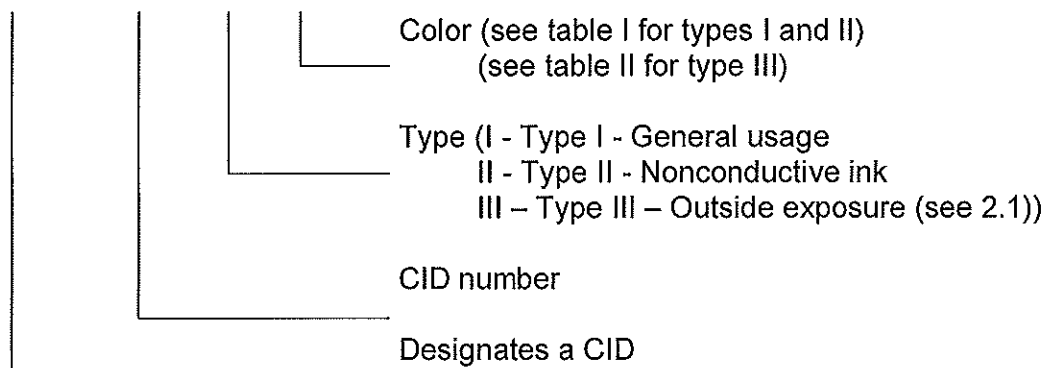 Color (see table I for types I and II)
(see table II for type III)
Type (I - Type I - General usage
II - Type II - Nonconductive ink
III – Type III – Outside exposure (see 2.1))
CID number
Designates a CID